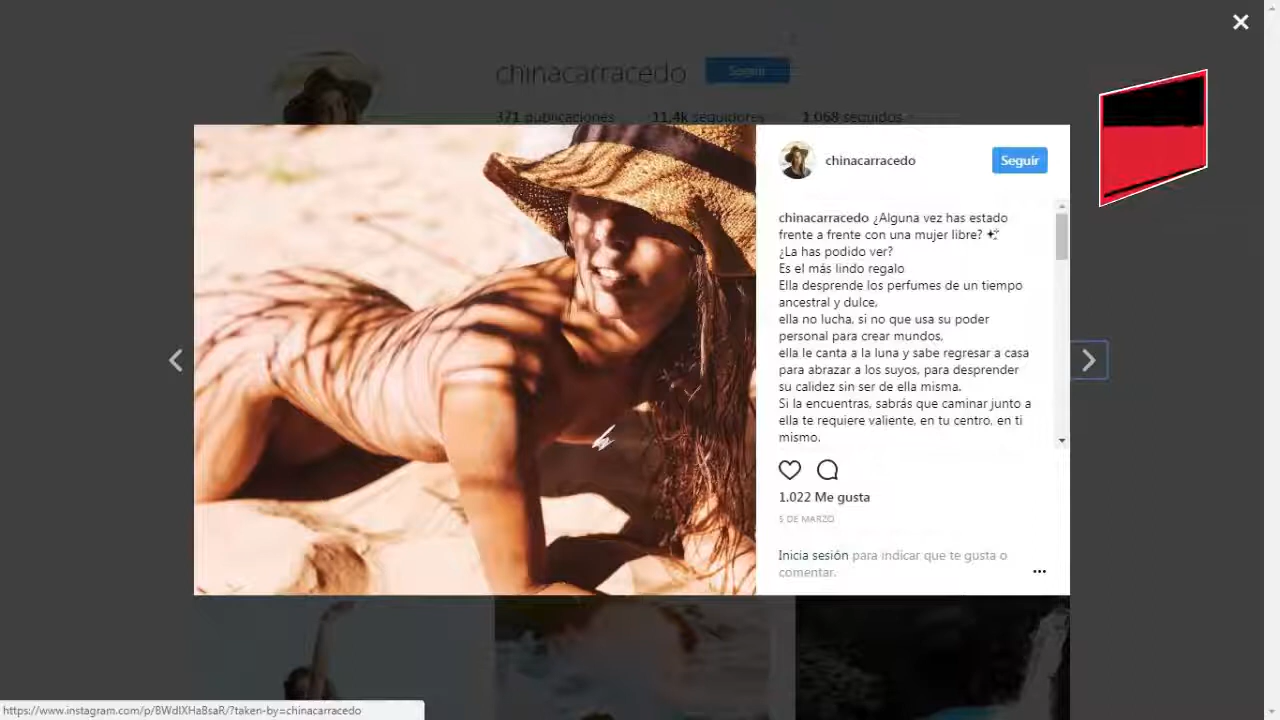 chinacarracedo
Seguir
371 publicaciones
11,4k seguidores
1.068 seguidos
chinacarracedo
Seguir
chinacarracedo ¿Alguna vez has estado
frente a frente con una mujer libre?
¿La has podido ver?
Es el más lindo regalo
Ella desprende los perfumes de un tiempo
ancestral y dulce,
ella no lucha, si no que usa su poder
personal para crear mundos,
ella le canta a la luna y sabe regresar a casa
para abrazar a los suyos, para desprender
su calidez sin ser de ella misma.
Si la encuentras, sabrás que caminar junto a
ella te requiere valiente, en tu centro, en ti
mismo.
1.022 Me gusta
5 DE MARZO
Inicia sesión para indicar que te gusta o
comentar.
https://www.instagram.com/p/BWdIXHaBsaR/?taken-by=chinacarracedo